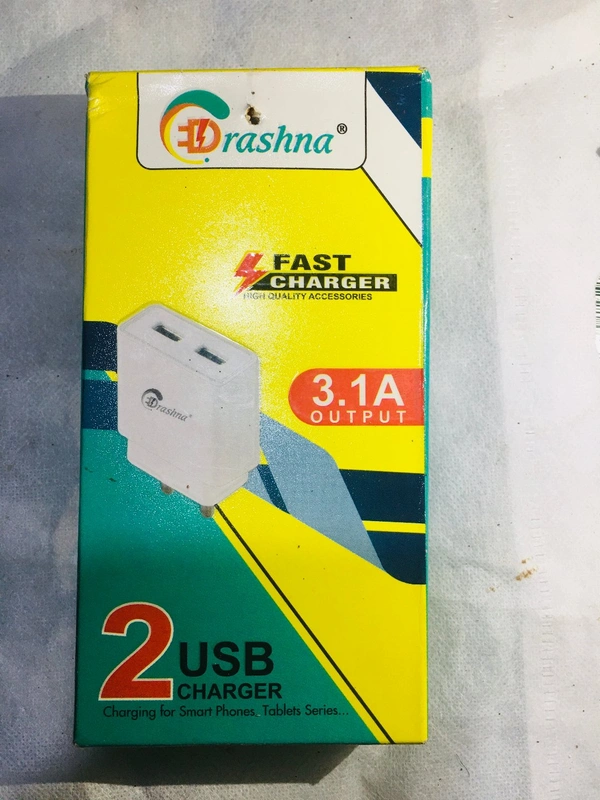 Drashna®
FAST
CHARGER
HIGH QUALITY ACCESSORIES
3.1A
OUTPUT
Drashna®
2 USB
CHARGER
Charging for Smart Phones, Tablets Series...